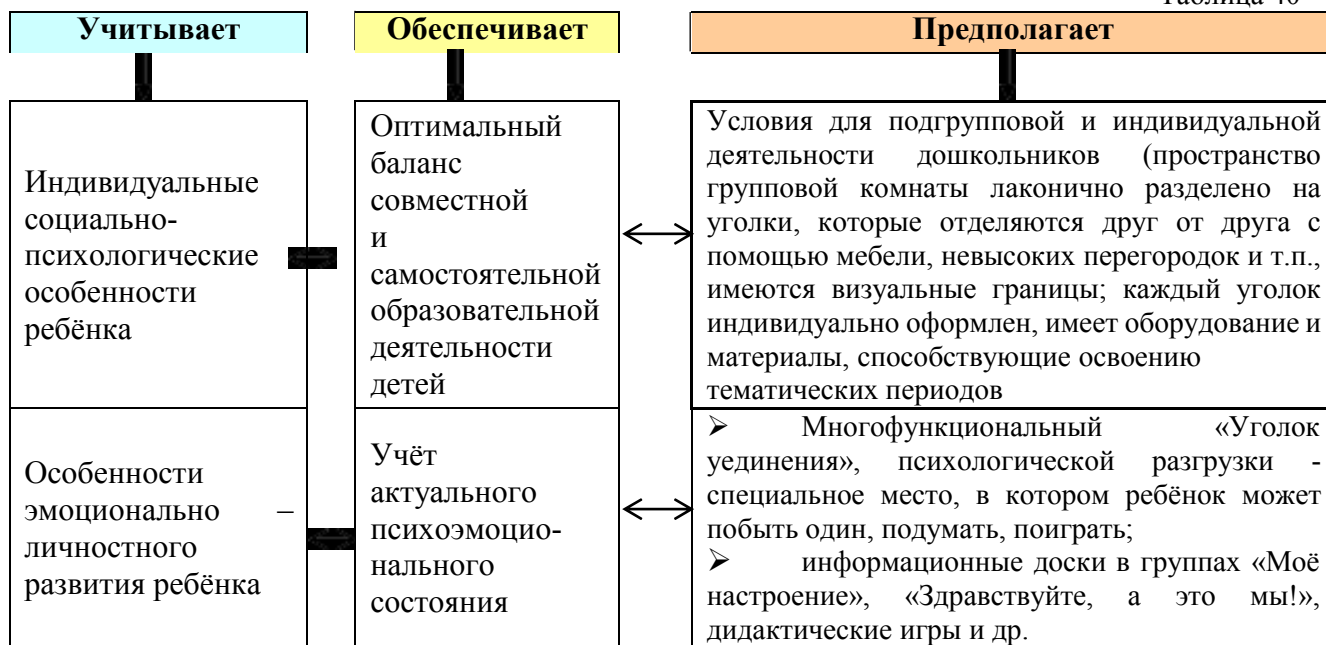 Таблица 40
Учитывает
Обеспечивает
Предполагает
Индивидуальные
социально-
психологические
особенности
ребёнка
Оптимальный
баланс
совместной
и
самостоятельной
образовательной
деятельности
детей
Условия для подгрупповой и индивидуальной
деятельности дошкольников (пространство
групповой комнаты лаконично разделено на
уголки, которые отделяются друг от друга с
помощью мебели, невысоких перегородок и т.п.,
имеются визуальные границы; каждый уголок
индивидуально оформлен, имеет оборудование и
материалы, способствующие освоению
тематических периодов
Особенности
эмоционально –
личностного
развития ребёнка
Учёт
актуального
психоэмоцио-
нального
состояния
➢ Многофункциональный «Уголок
уединения», психологической разгрузки -
специальное место, в котором ребёнок может
побыть один, подумать, поиграть;
➢ информационные доски в группах «Моё
настроение», «Здравствуйте, а это мы!»,
дидактические игры и др.